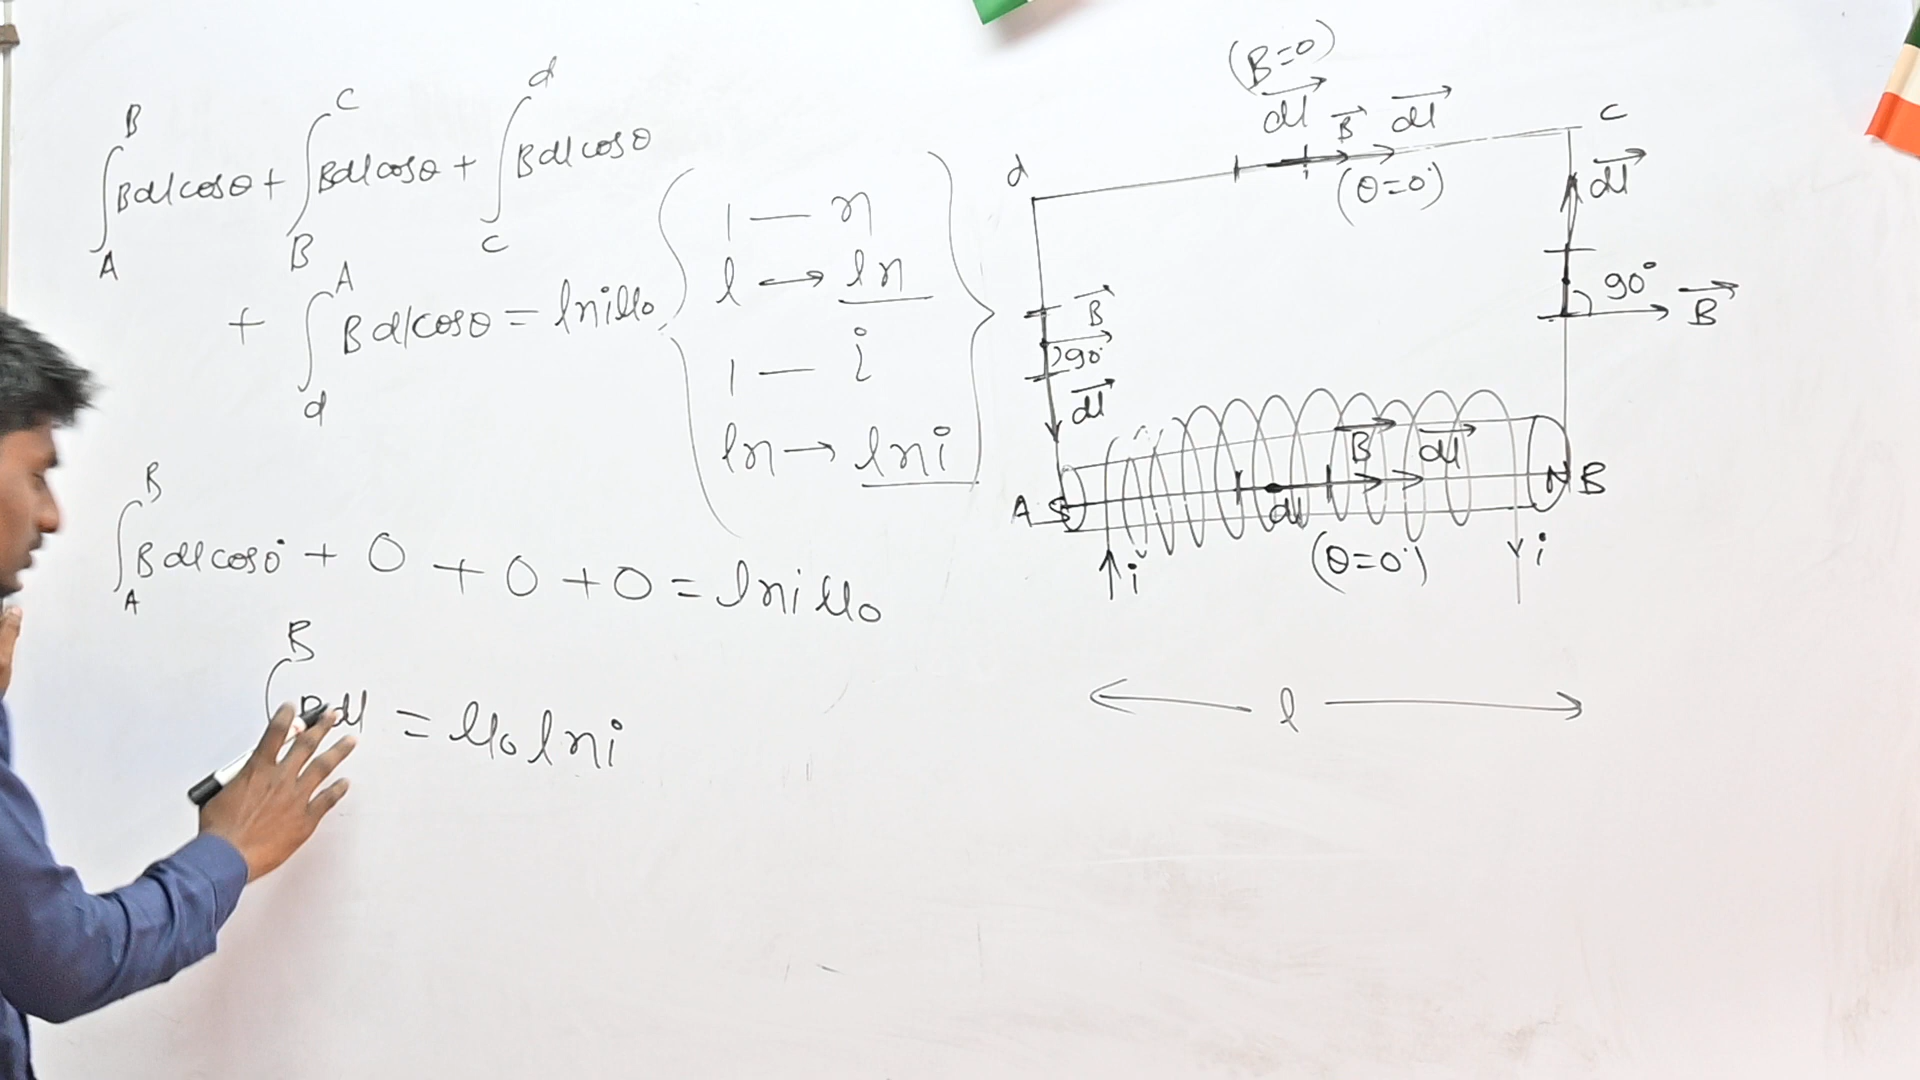 ∫_A^B Bdl cosθ + ∫_B^C Bdl cosθ + ∫_C^d Bdl cosθ
+ ∫_d^A Bdl cosθ = lniμ₀
1 — n
l → ln
1 — i
ln → lni
∫_A^B Bdl cos0° + 0 + 0 + 0 = lniμ₀
∫^B Bdl = μ₀lni
(B=0)
dl→ B→ dl→
(θ=0°)
d
C
dl→
90°
B→
B→
90°
dl→
B→ dl→
A S
N B
dl
(θ=0°)
i
i
l